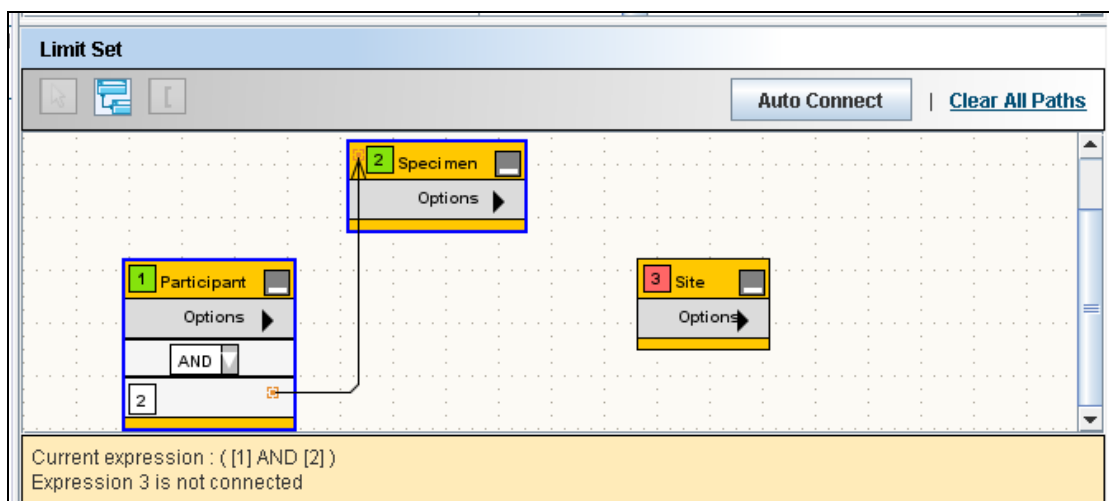 Limit Set
Auto Connect | Clear All Paths
2 Specimen
Options
1 Participant
Options
AND
2
3 Site
Options
Current expression : ( [1] AND [2] )
Expression 3 is not connected